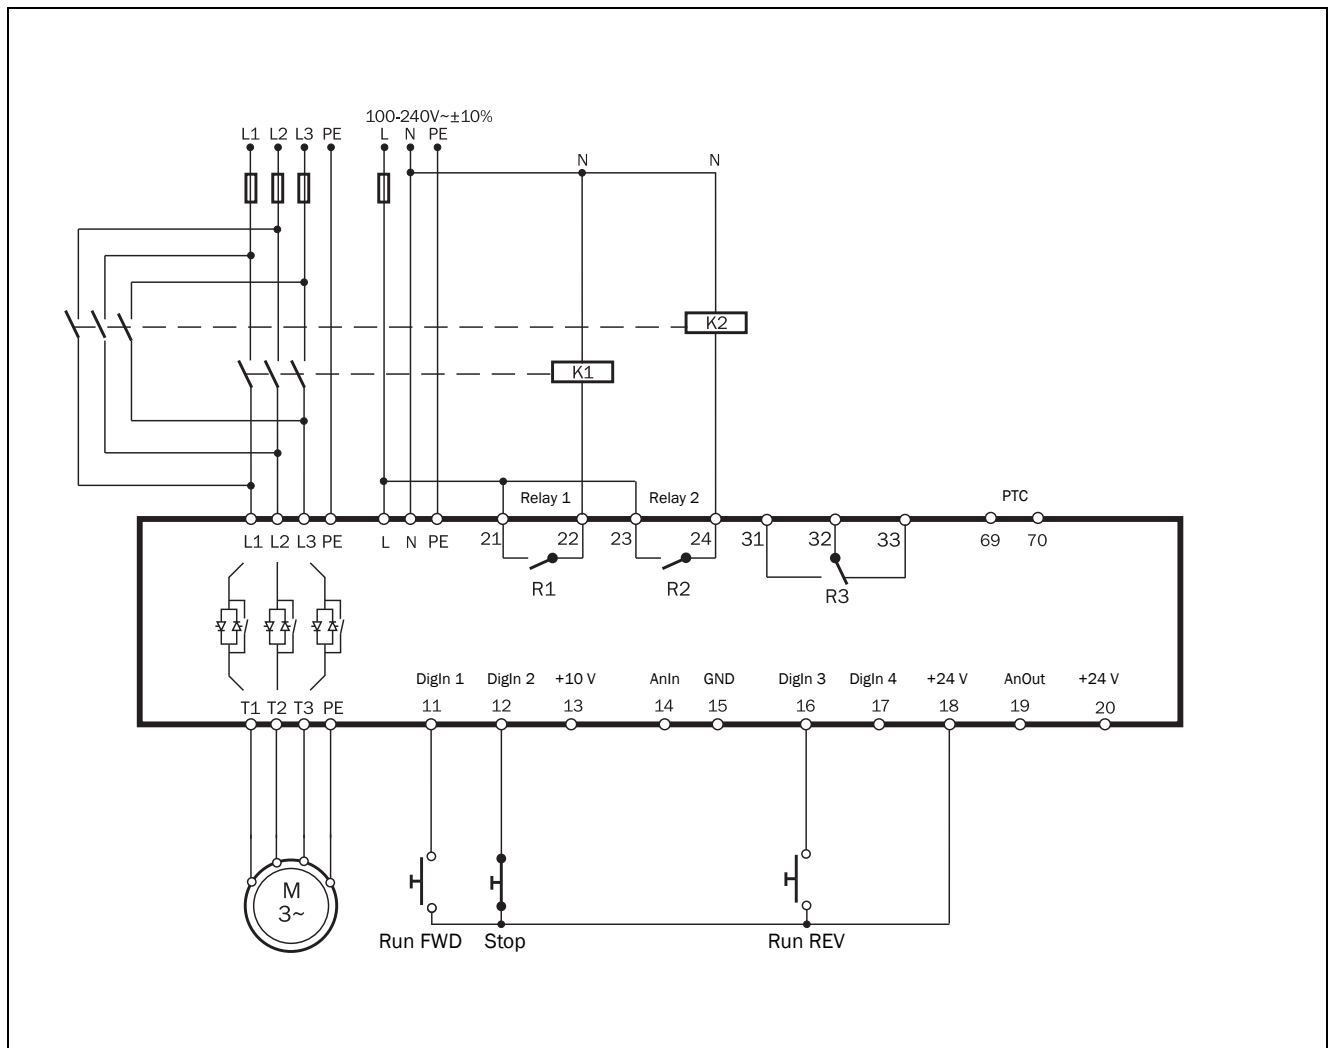 100-240V~±10%
L1 L2 L3 PE L N PE
N N
K2
K1
Relay 1 Relay 2 PTC
L1 L2 L3 PE L N PE 21 22 23 24 31 32 33 69 70
R1 R2 R3
DigIn 1 DigIn 2 +10 V AnIn GND DigIn 3 DigIn 4 +24 V AnOut +24 V
T1 T2 T3 PE 11 12 13 14 15 16 17 18 19 20
M
3~
Run FWD Stop Run REV